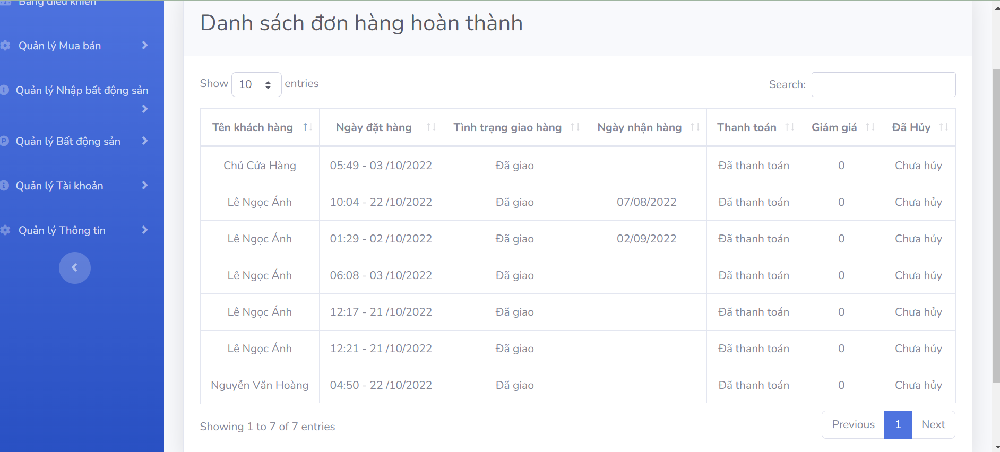 Bảng điều khiển
Quản lý Mua bán
Quản lý Nhập bất động sản
Quản lý Bất động sản
Quản lý Tài khoản
Quản lý Thông tin
Danh sách đơn hàng hoàn thành
Show 10 entries
Search:
Tên khách hàng Ngày đặt hàng Tình trạng giao hàng Ngày nhận hàng Thanh toán Giảm giá Đã Hủy
Chủ Cửa Hàng 05:49 - 03 /10/2022 Đã giao Đã thanh toán 0 Chưa hủy
Lê Ngọc Ánh 10:04 - 22 /10/2022 Đã giao 07/08/2022 Đã thanh toán 0 Chưa hủy
Lê Ngọc Ánh 01:29 - 02 /10/2022 Đã giao 02/09/2022 Đã thanh toán 0 Chưa hủy
Lê Ngọc Ánh 06:08 - 03 /10/2022 Đã giao Đã thanh toán 0 Chưa hủy
Lê Ngọc Ánh 12:17 - 21 /10/2022 Đã giao Đã thanh toán 0 Chưa hủy
Lê Ngọc Ánh 12:21 - 21 /10/2022 Đã giao Đã thanh toán 0 Chưa hủy
Nguyễn Văn Hoàng 04:50 - 22 /10/2022 Đã giao Đã thanh toán 0 Chưa hủy
Showing 1 to 7 of 7 entries
Previous 1 Next